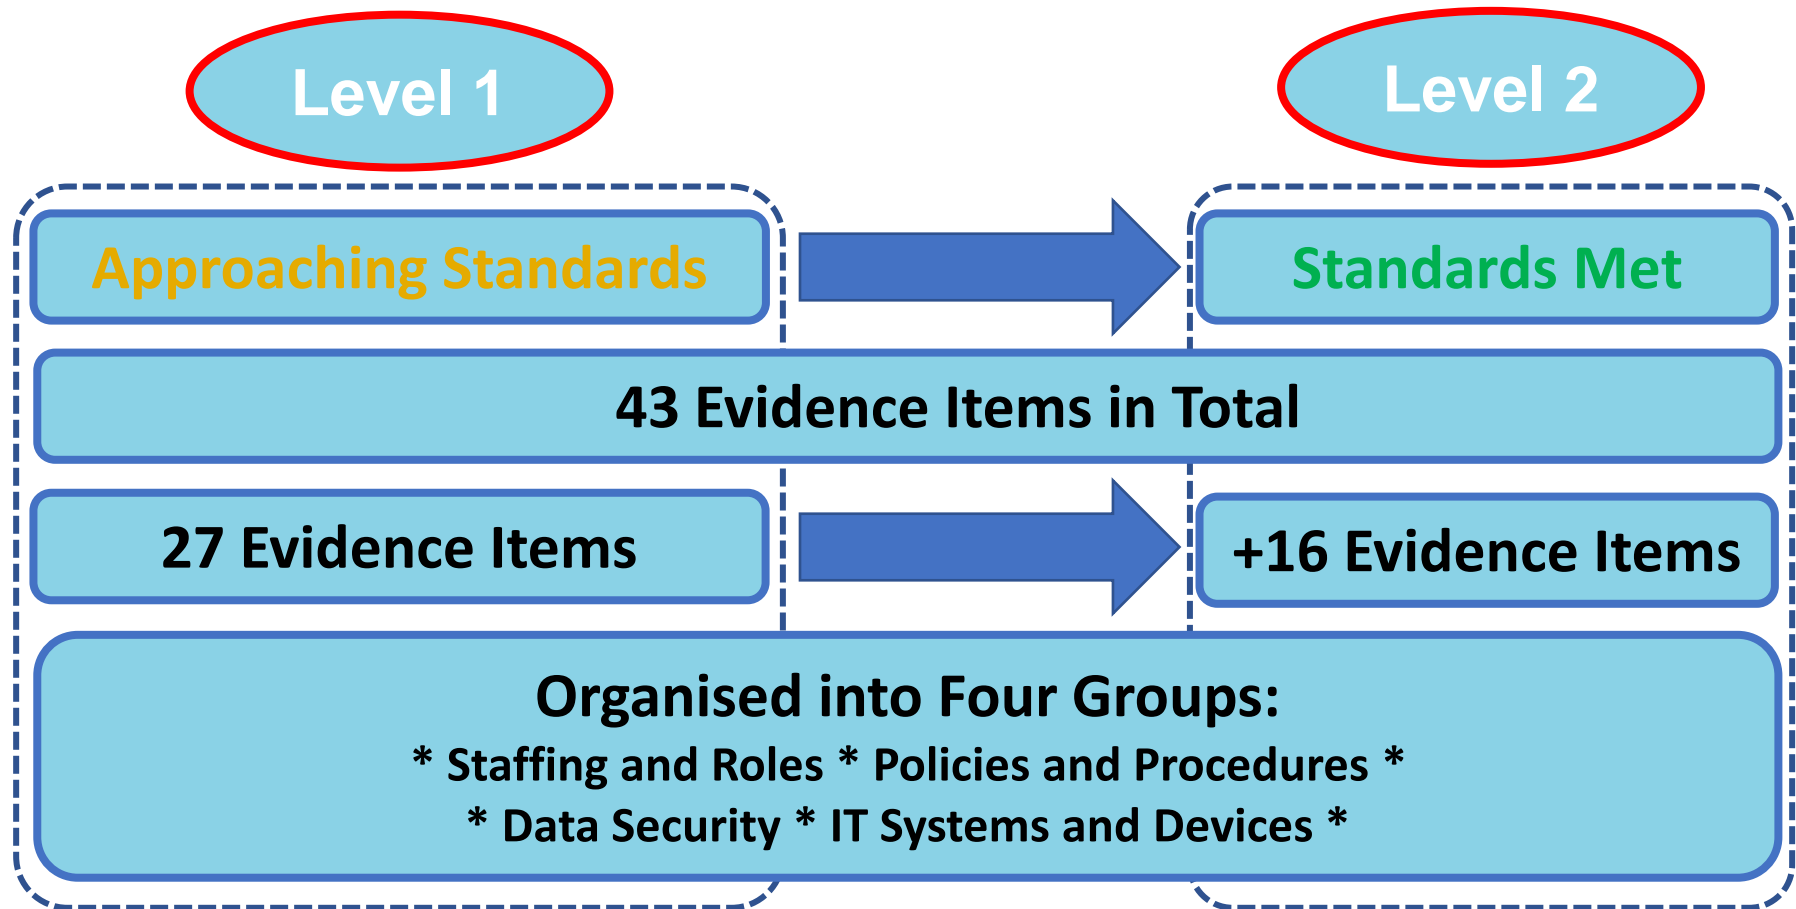 Level 1
Level 2
Approaching Standards
Standards Met
43 Evidence Items in Total
27 Evidence Items
+16 Evidence Items
Organised into Four Groups:
* Staffing and Roles * Policies and Procedures *
* Data Security * IT Systems and Devices *